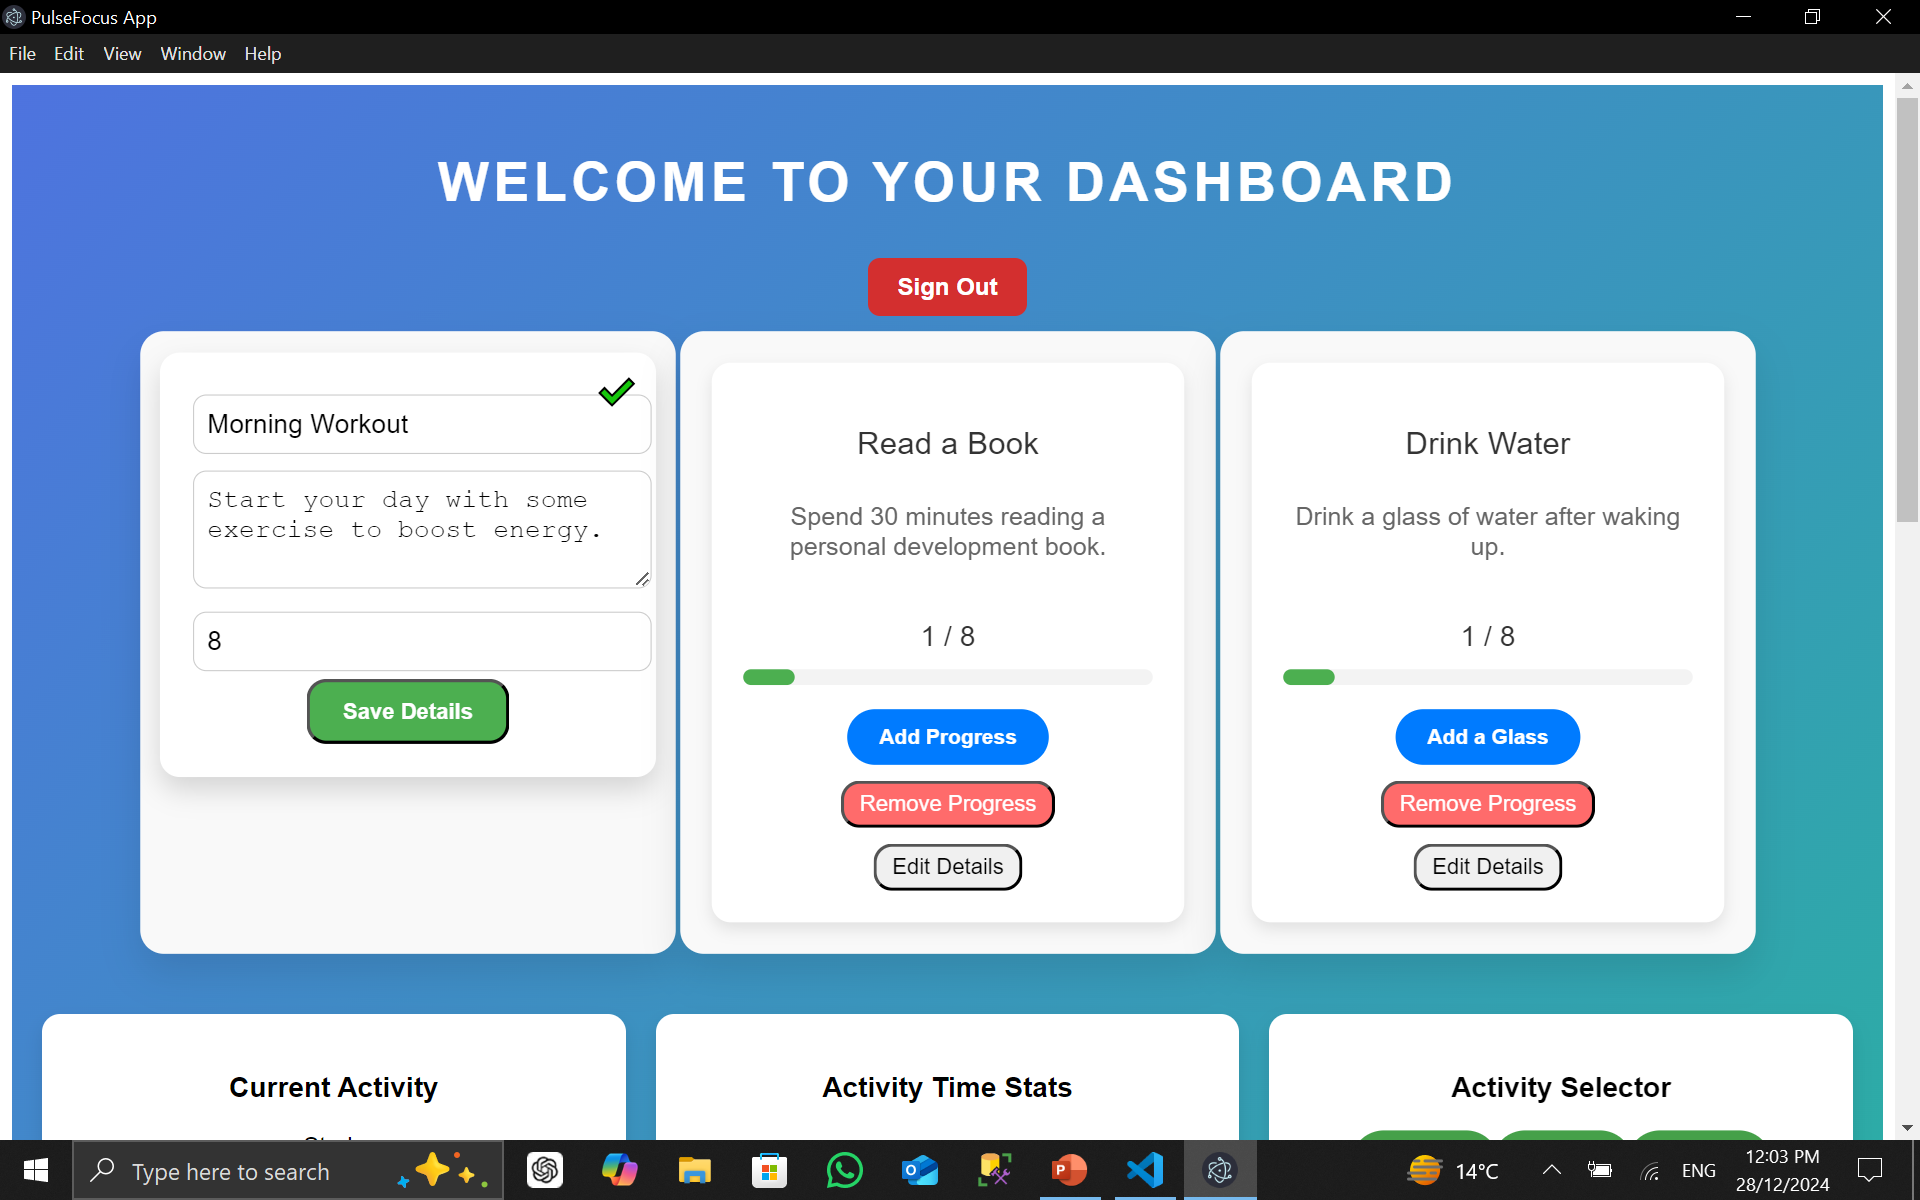 PulseFocus App
File Edit View Window Help
WELCOME TO YOUR DASHBOARD
Sign Out
Morning Workout
Start your day with some
exercise to boost energy.
8
Save Details
Read a Book
Spend 30 minutes reading a
personal development book.
1 / 8
Add Progress
Remove Progress
Edit Details
Drink Water
Drink a glass of water after waking
up.
1 / 8
Add a Glass
Remove Progress
Edit Details
Current Activity
Activity Time Stats
Activity Selector
Type here to search
14°C
ENG
12:03 PM
28/12/2024